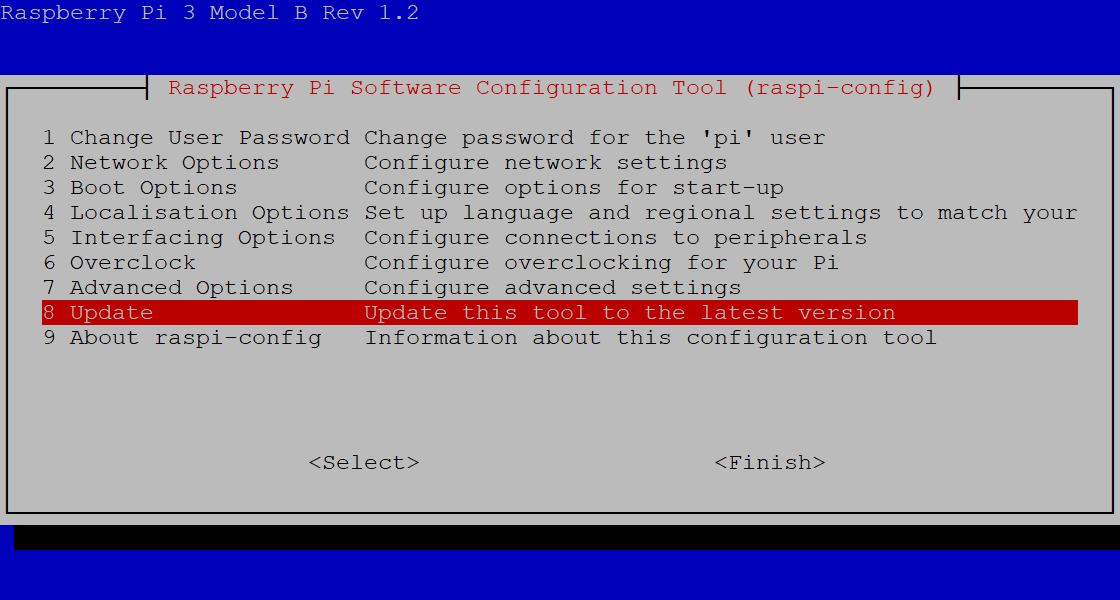 Raspberry Pi 3 Model B Rev 1.2
Raspberry Pi Software Configuration Tool (raspi-config)
1 Change User Password Change password for the 'pi' user
2 Network Options Configure network settings
3 Boot Options Configure options for start-up
4 Localisation Options Set up language and regional settings to match your
5 Interfacing Options Configure connections to peripherals
6 Overclock Configure overclocking for your Pi
7 Advanced Options Configure advanced settings
8 Update Update this tool to the latest version
9 About raspi-config Information about this configuration tool
<Select> <Finish>